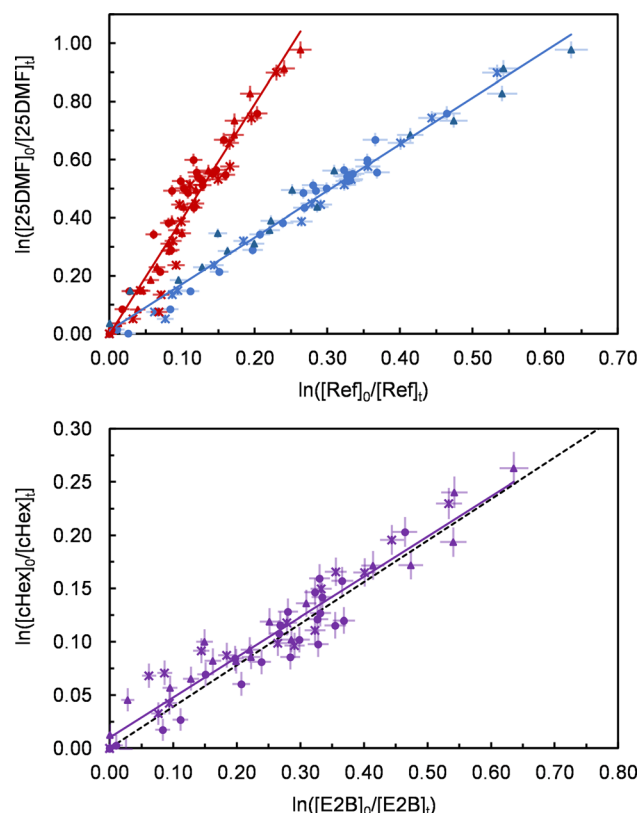 ln([25DMF]₀/[25DMF]ₜ)
1.00
0.80
0.60
0.40
0.20
0.00
0.00 0.10 0.20 0.30 0.40 0.50 0.60 0.70
ln([Ref]₀/[Ref]ₜ)
ln([cHex]₀/[cHex]ₜ)
0.30
0.25
0.20
0.15
0.10
0.05
0.00
0.00 0.10 0.20 0.30 0.40 0.50 0.60 0.70 0.80
ln([E2B]₀/[E2B]ₜ)